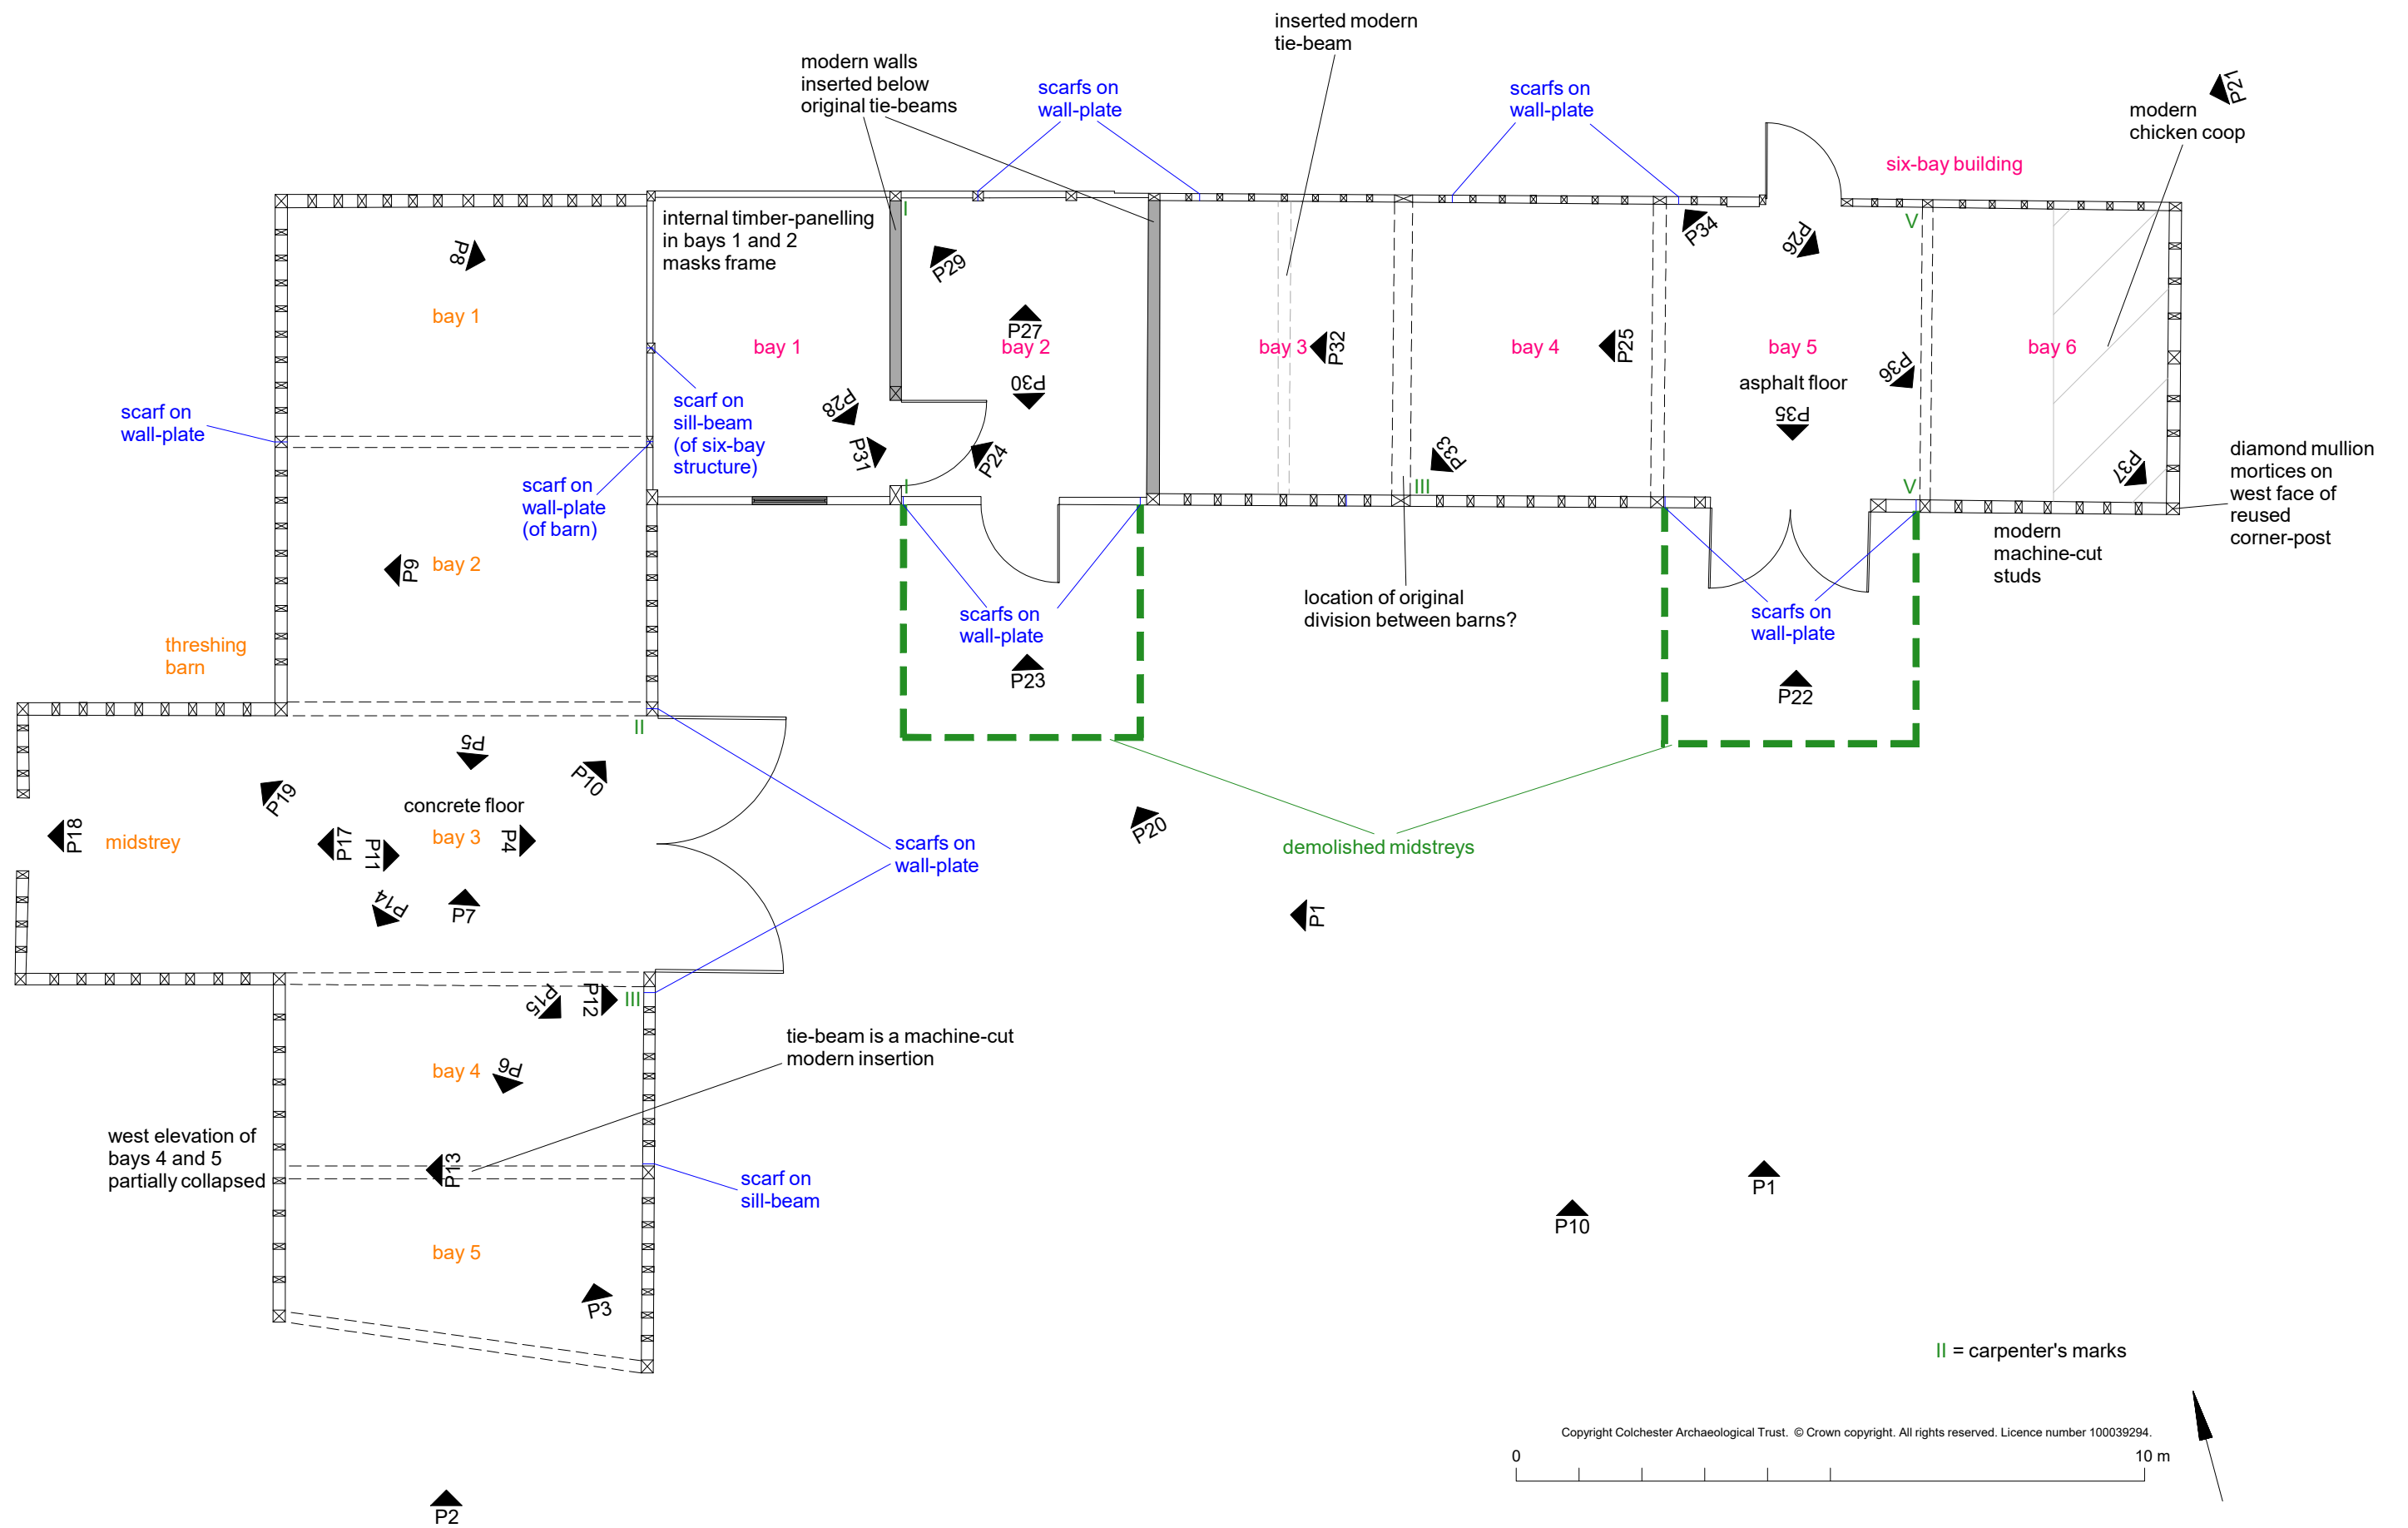 inserted modern
tie-beam
modern walls
inserted below
original tie-beams
scarfs on
wall-plate
scarfs on
wall-plate
P21
modern
chicken coop
six-bay building
internal timber-panelling
in bays 1 and 2
masks frame
I
V
P8
P29
P34
P26
bay 1
P27
bay 1
bay 2
bay 3
P32
bay 4
P25
bay 5
bay 6
asphalt floor
P30
P35
P36
scarf on
wall-plate
scarf on
sill-beam
(of six-bay
structure)
P28
P31
P24
P33
P37
I
III
V
diamond mullion
mortices on
west face of
reused
corner-post
scarf on
wall-plate
(of barn)
modern
machine-cut
studs
P9
bay 2
scarfs on
wall-plate
location of original
division between barns?
scarfs on
wall-plate
threshing
barn
P23
P22
II
P5
P10
P19
concrete floor
P18
midstrey
P17
P11
bay 3
P4
P20
scarfs on
wall-plate
demolished midstreys
P14
P7
P1
P15
P12
III
tie-beam is a machine-cut
modern insertion
bay 4
P6
west elevation of
bays 4 and 5
partially collapsed
P13
scarf on
sill-beam
P1
P10
bay 5
P3
II = carpenter's marks
Copyright Colchester Archaeological Trust. © Crown copyright. All rights reserved. Licence number 100039294.
0
10 m
P2